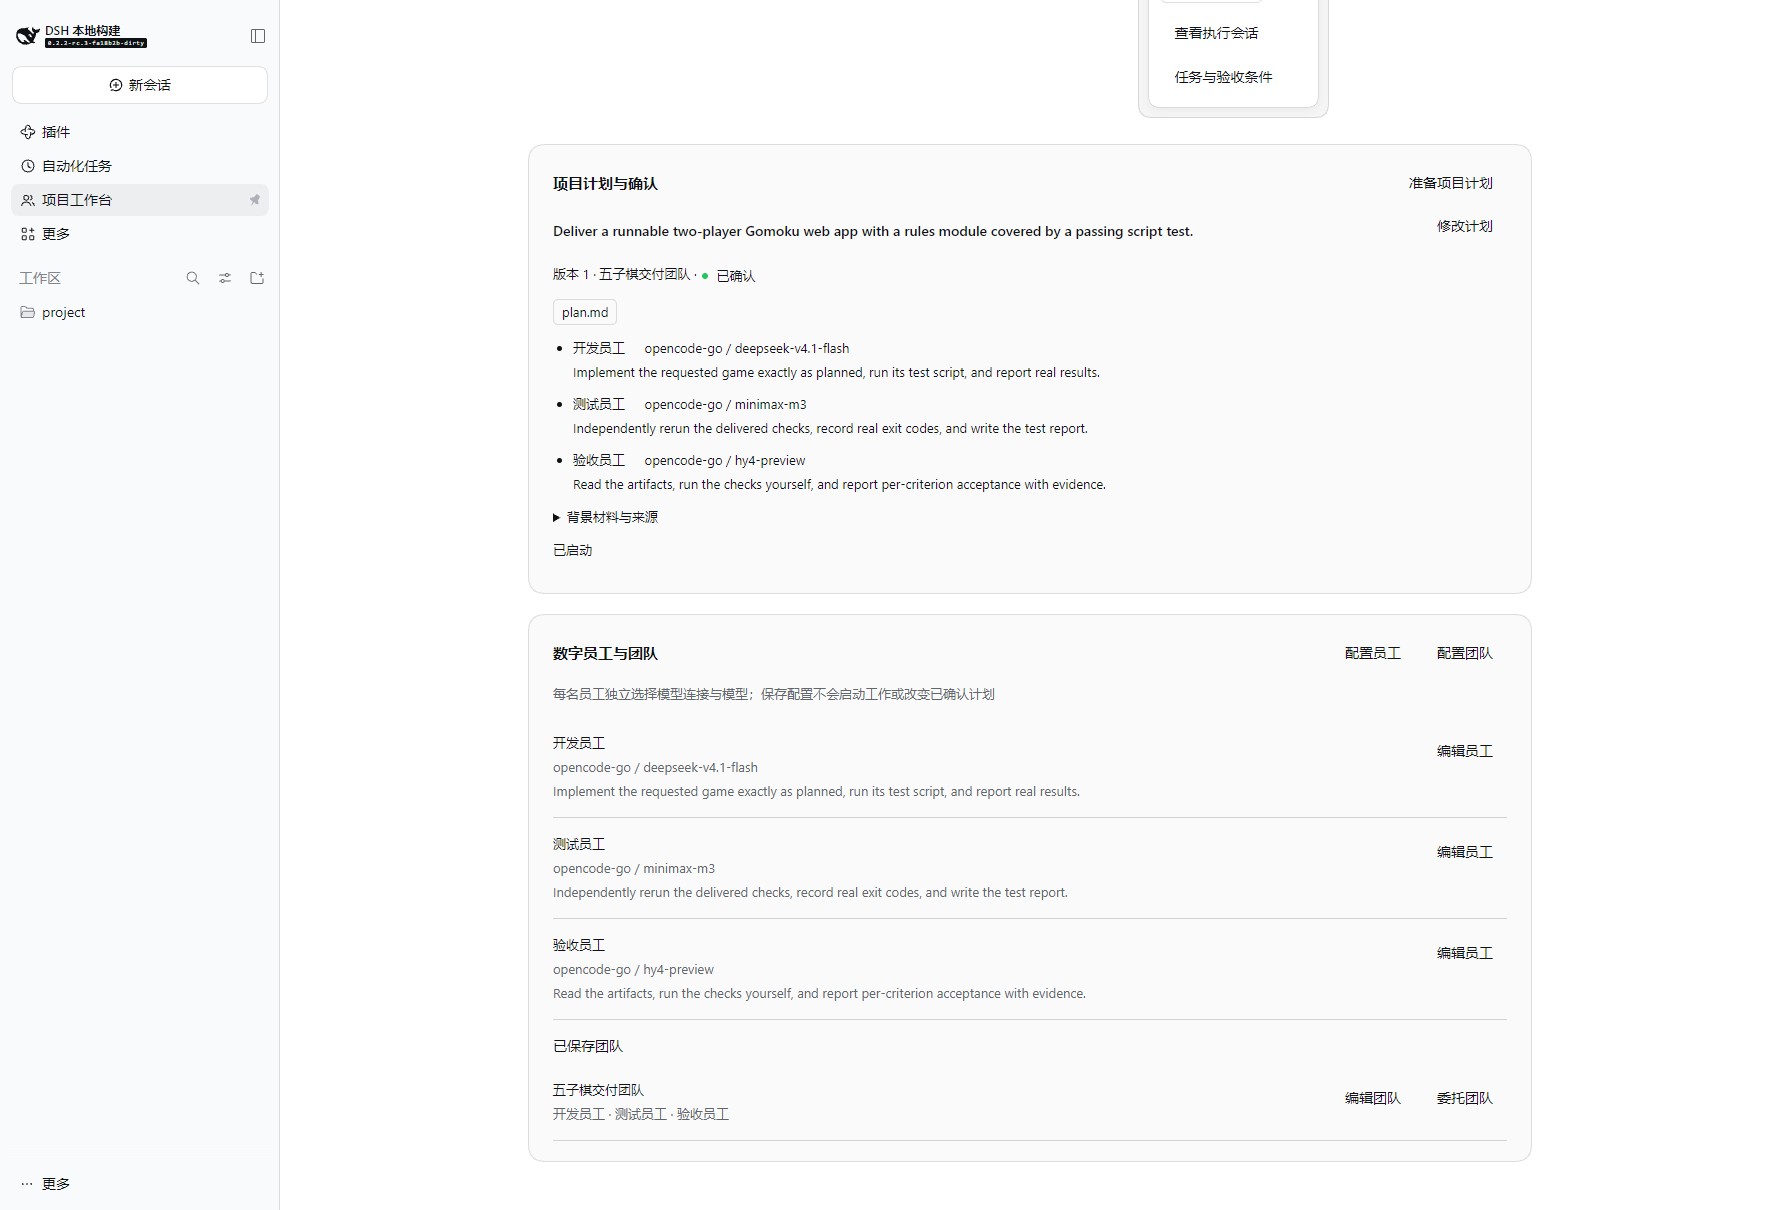 DSH 本地构建
0.2.2-rc.3-fa18b2b-dirty
新会话
插件
自动化任务
项目工作台
更多
工作区
project
更多
查看执行会话
任务与验收条件
项目计划与确认
准备项目计划
Deliver a runnable two-player Gomoku web app with a rules module covered by a passing script test.
修改计划
版本 1 · 五子棋交付团队 · 已确认
plan.md
开发员工 opencode-go / deepseek-v4.1-flash
Implement the requested game exactly as planned, run its test script, and report real results.
测试员工 opencode-go / minimax-m3
Independently rerun the delivered checks, record real exit codes, and write the test report.
验收员工 opencode-go / hy4-preview
Read the artifacts, run the checks yourself, and report per-criterion acceptance with evidence.
背景材料与来源
已启动
数字员工与团队
配置员工 配置团队
每名员工独立选择模型连接与模型；保存配置不会启动工作或改变已确认计划
开发员工
编辑员工
opencode-go / deepseek-v4.1-flash
Implement the requested game exactly as planned, run its test script, and report real results.
测试员工
编辑员工
opencode-go / minimax-m3
Independently rerun the delivered checks, record real exit codes, and write the test report.
验收员工
编辑员工
opencode-go / hy4-preview
Read the artifacts, run the checks yourself, and report per-criterion acceptance with evidence.
已保存团队
五子棋交付团队
编辑团队 委托团队
开发员工 · 测试员工 · 验收员工